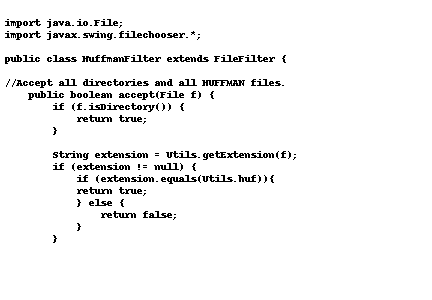 import java.io.File;
import javax.swing.filechooser.*;

public class HuffmanFilter extends FileFilter {

//Accept all directories and all HUFFMAN files.
    public boolean accept(File f) {
        if (f.isDirectory()) {
            return true;
        }

        String extension = Utils.getExtension(f);
        if (extension != null) {
            if (extension.equals(Utils.huf)){
            return true;
            } else {
                return false;
            }
        }